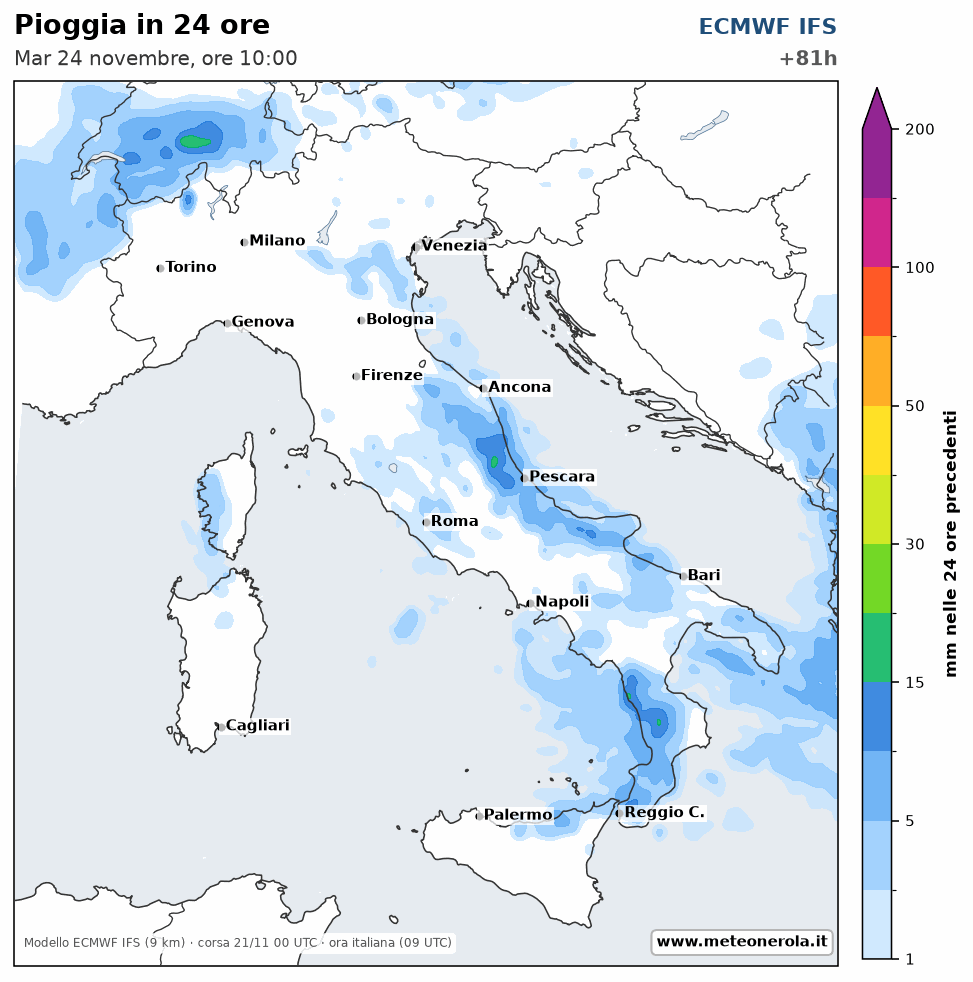 Pioggia in 24 ore
ECMWF IFS
Mar 24 novembre, ore 10:00
+81h
200
100
50
30
15
5
1
mm nelle 24 ore precedenti
Milano
Venezia
Torino
Genova
Bologna
Firenze
Ancona
Pescara
Roma
Bari
Napoli
Cagliari
Palermo
Reggio C.
Modello ECMWF IFS (9 km) · corsa 21/11 00 UTC · ora italiana (09 UTC)
www.meteonerola.it